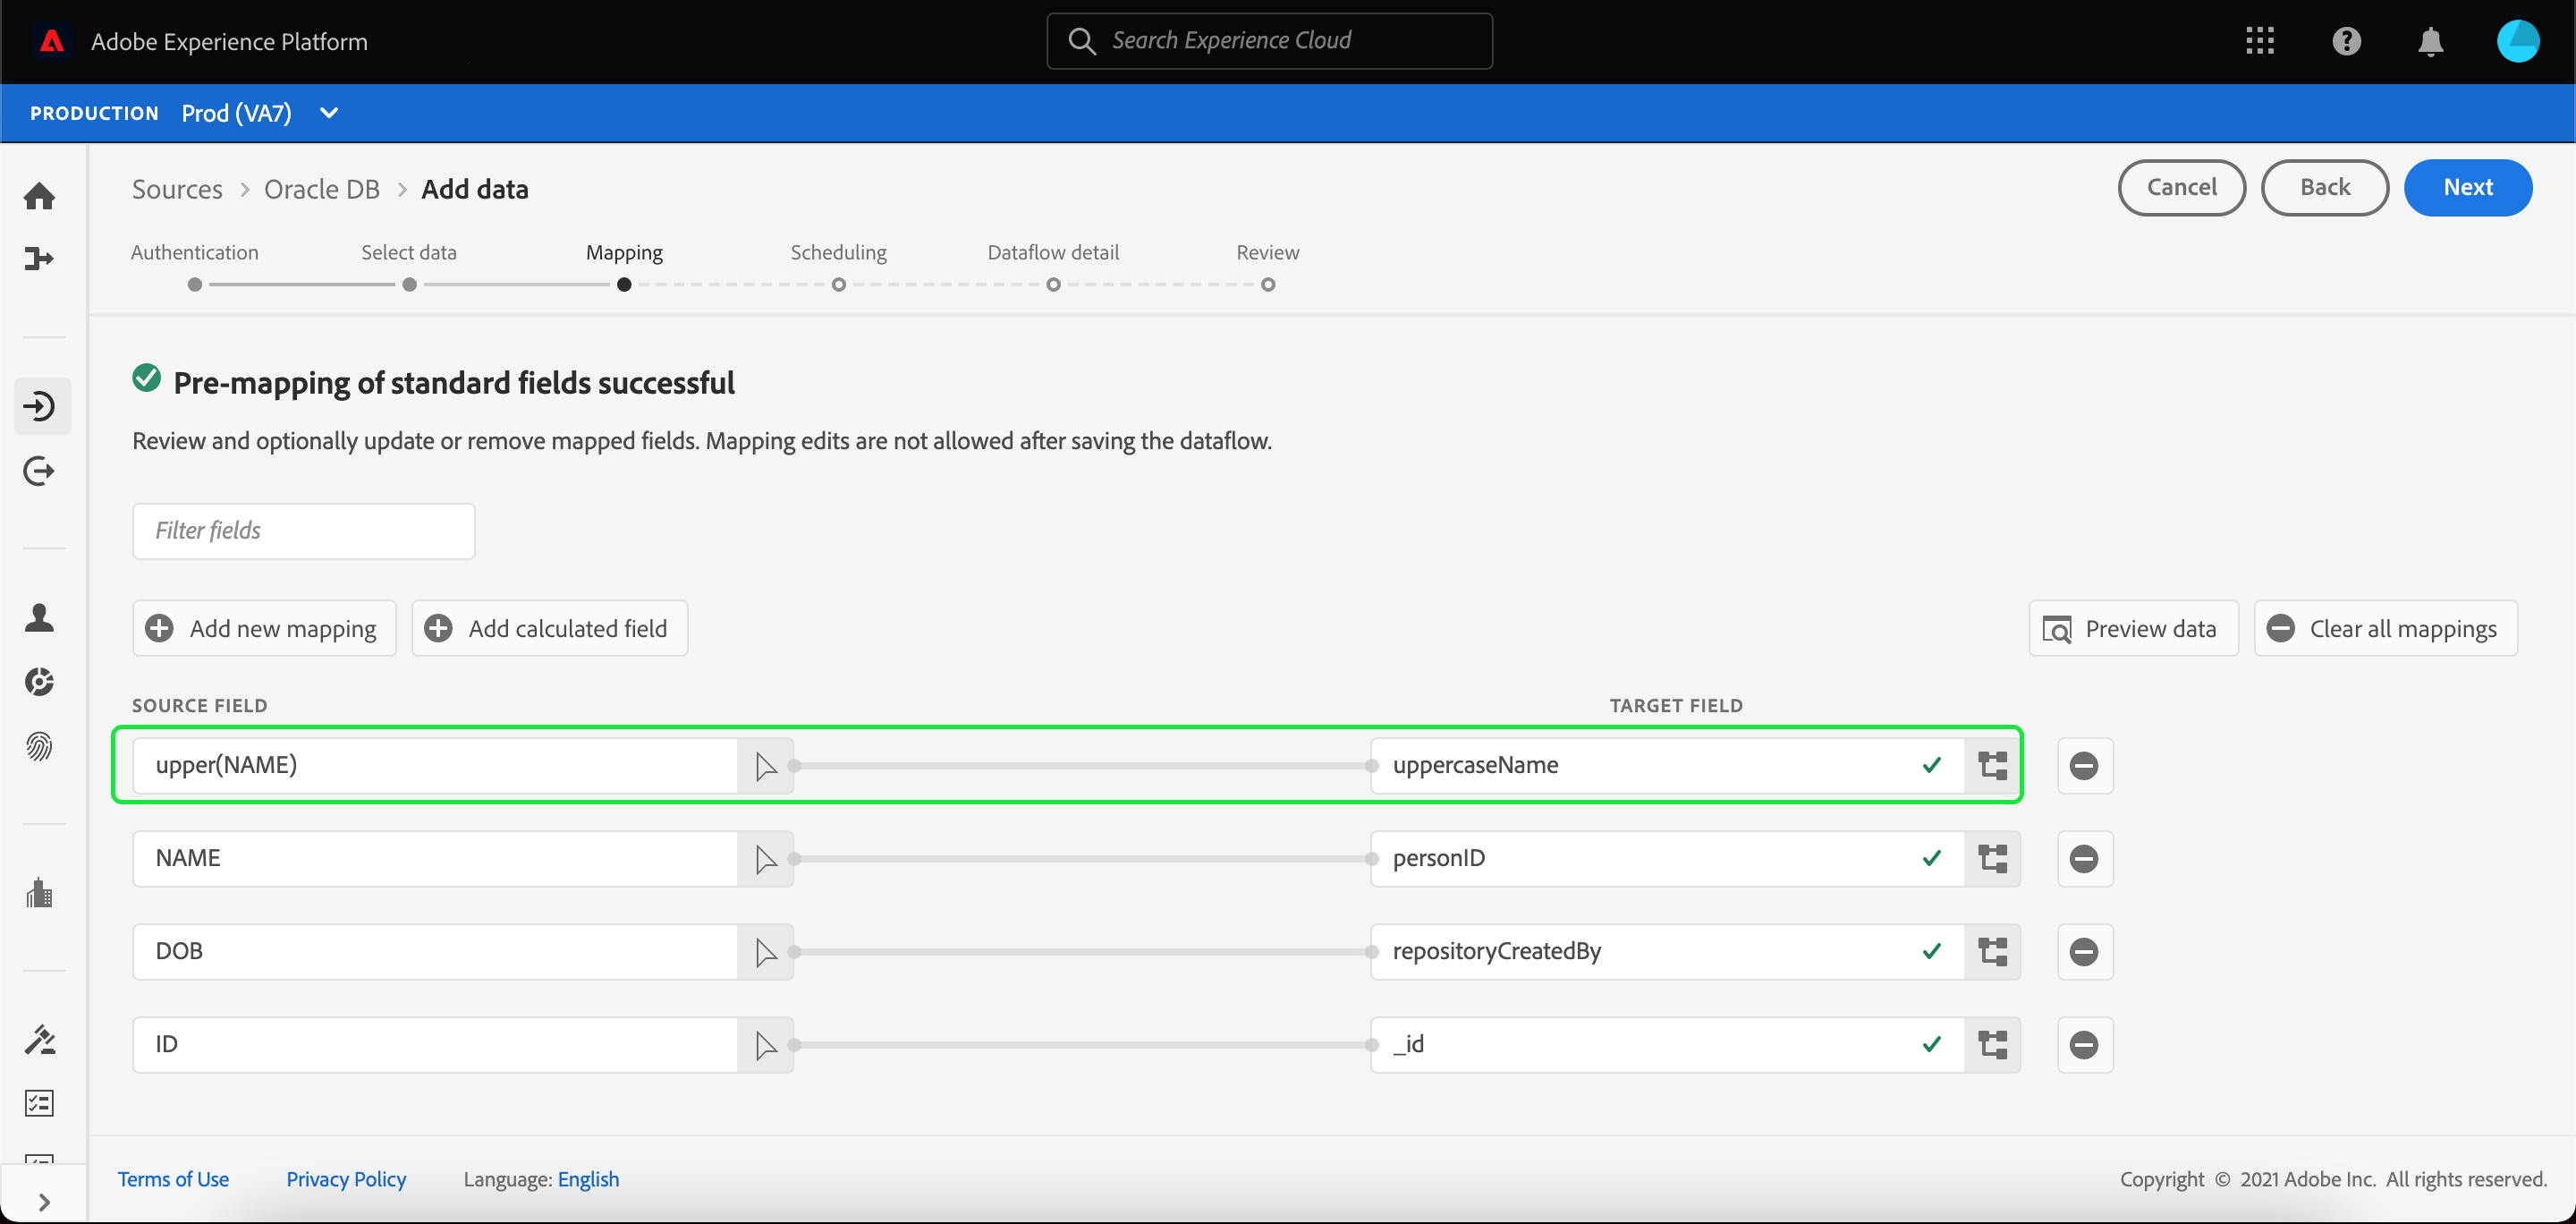 Adobe Experience Platform
Search Experience Cloud
PRODUCTION Prod (VA7)
Sources > Oracle DB > Add data
Cancel
Back
Next
Authentication
Select data
Mapping
Scheduling
Dataflow detail
Review
Pre-mapping of standard fields successful
Review and optionally update or remove mapped fields. Mapping edits are not allowed after saving the dataflow.
Filter fields
Add new mapping
Add calculated field
Preview data
Clear all mappings
SOURCE FIELD
TARGET FIELD
upper(NAME)
uppercaseName
NAME
personID
DOB
repositoryCreatedBy
ID
_id
Terms of Use
Privacy Policy
Language: English
Copyright © 2021 Adobe Inc. All rights reserved.